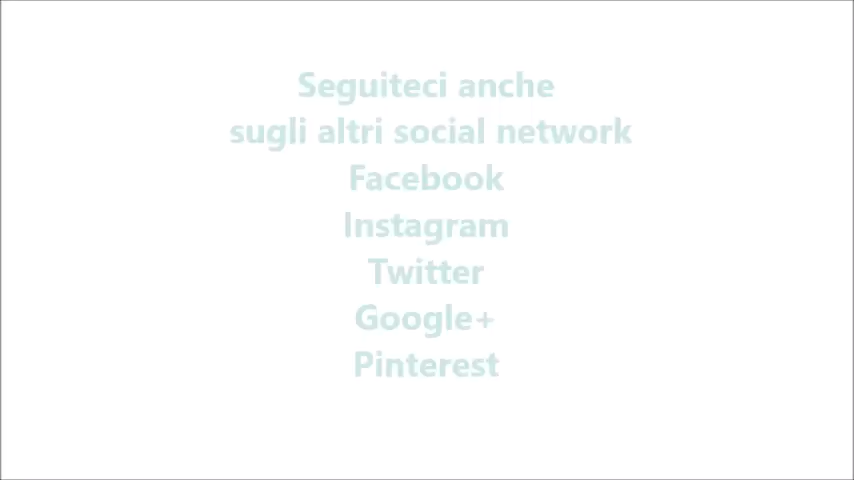 Seguiteci anche
sugli altri social network
Facebook
Instagram
Twitter
Google+
Pinterest